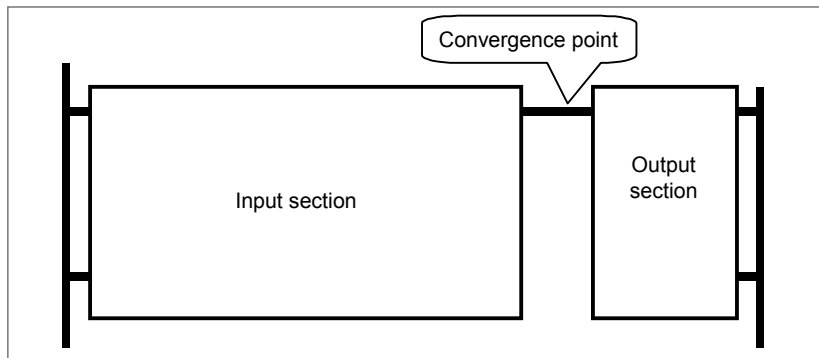 Convergence point
Input section
Output
section